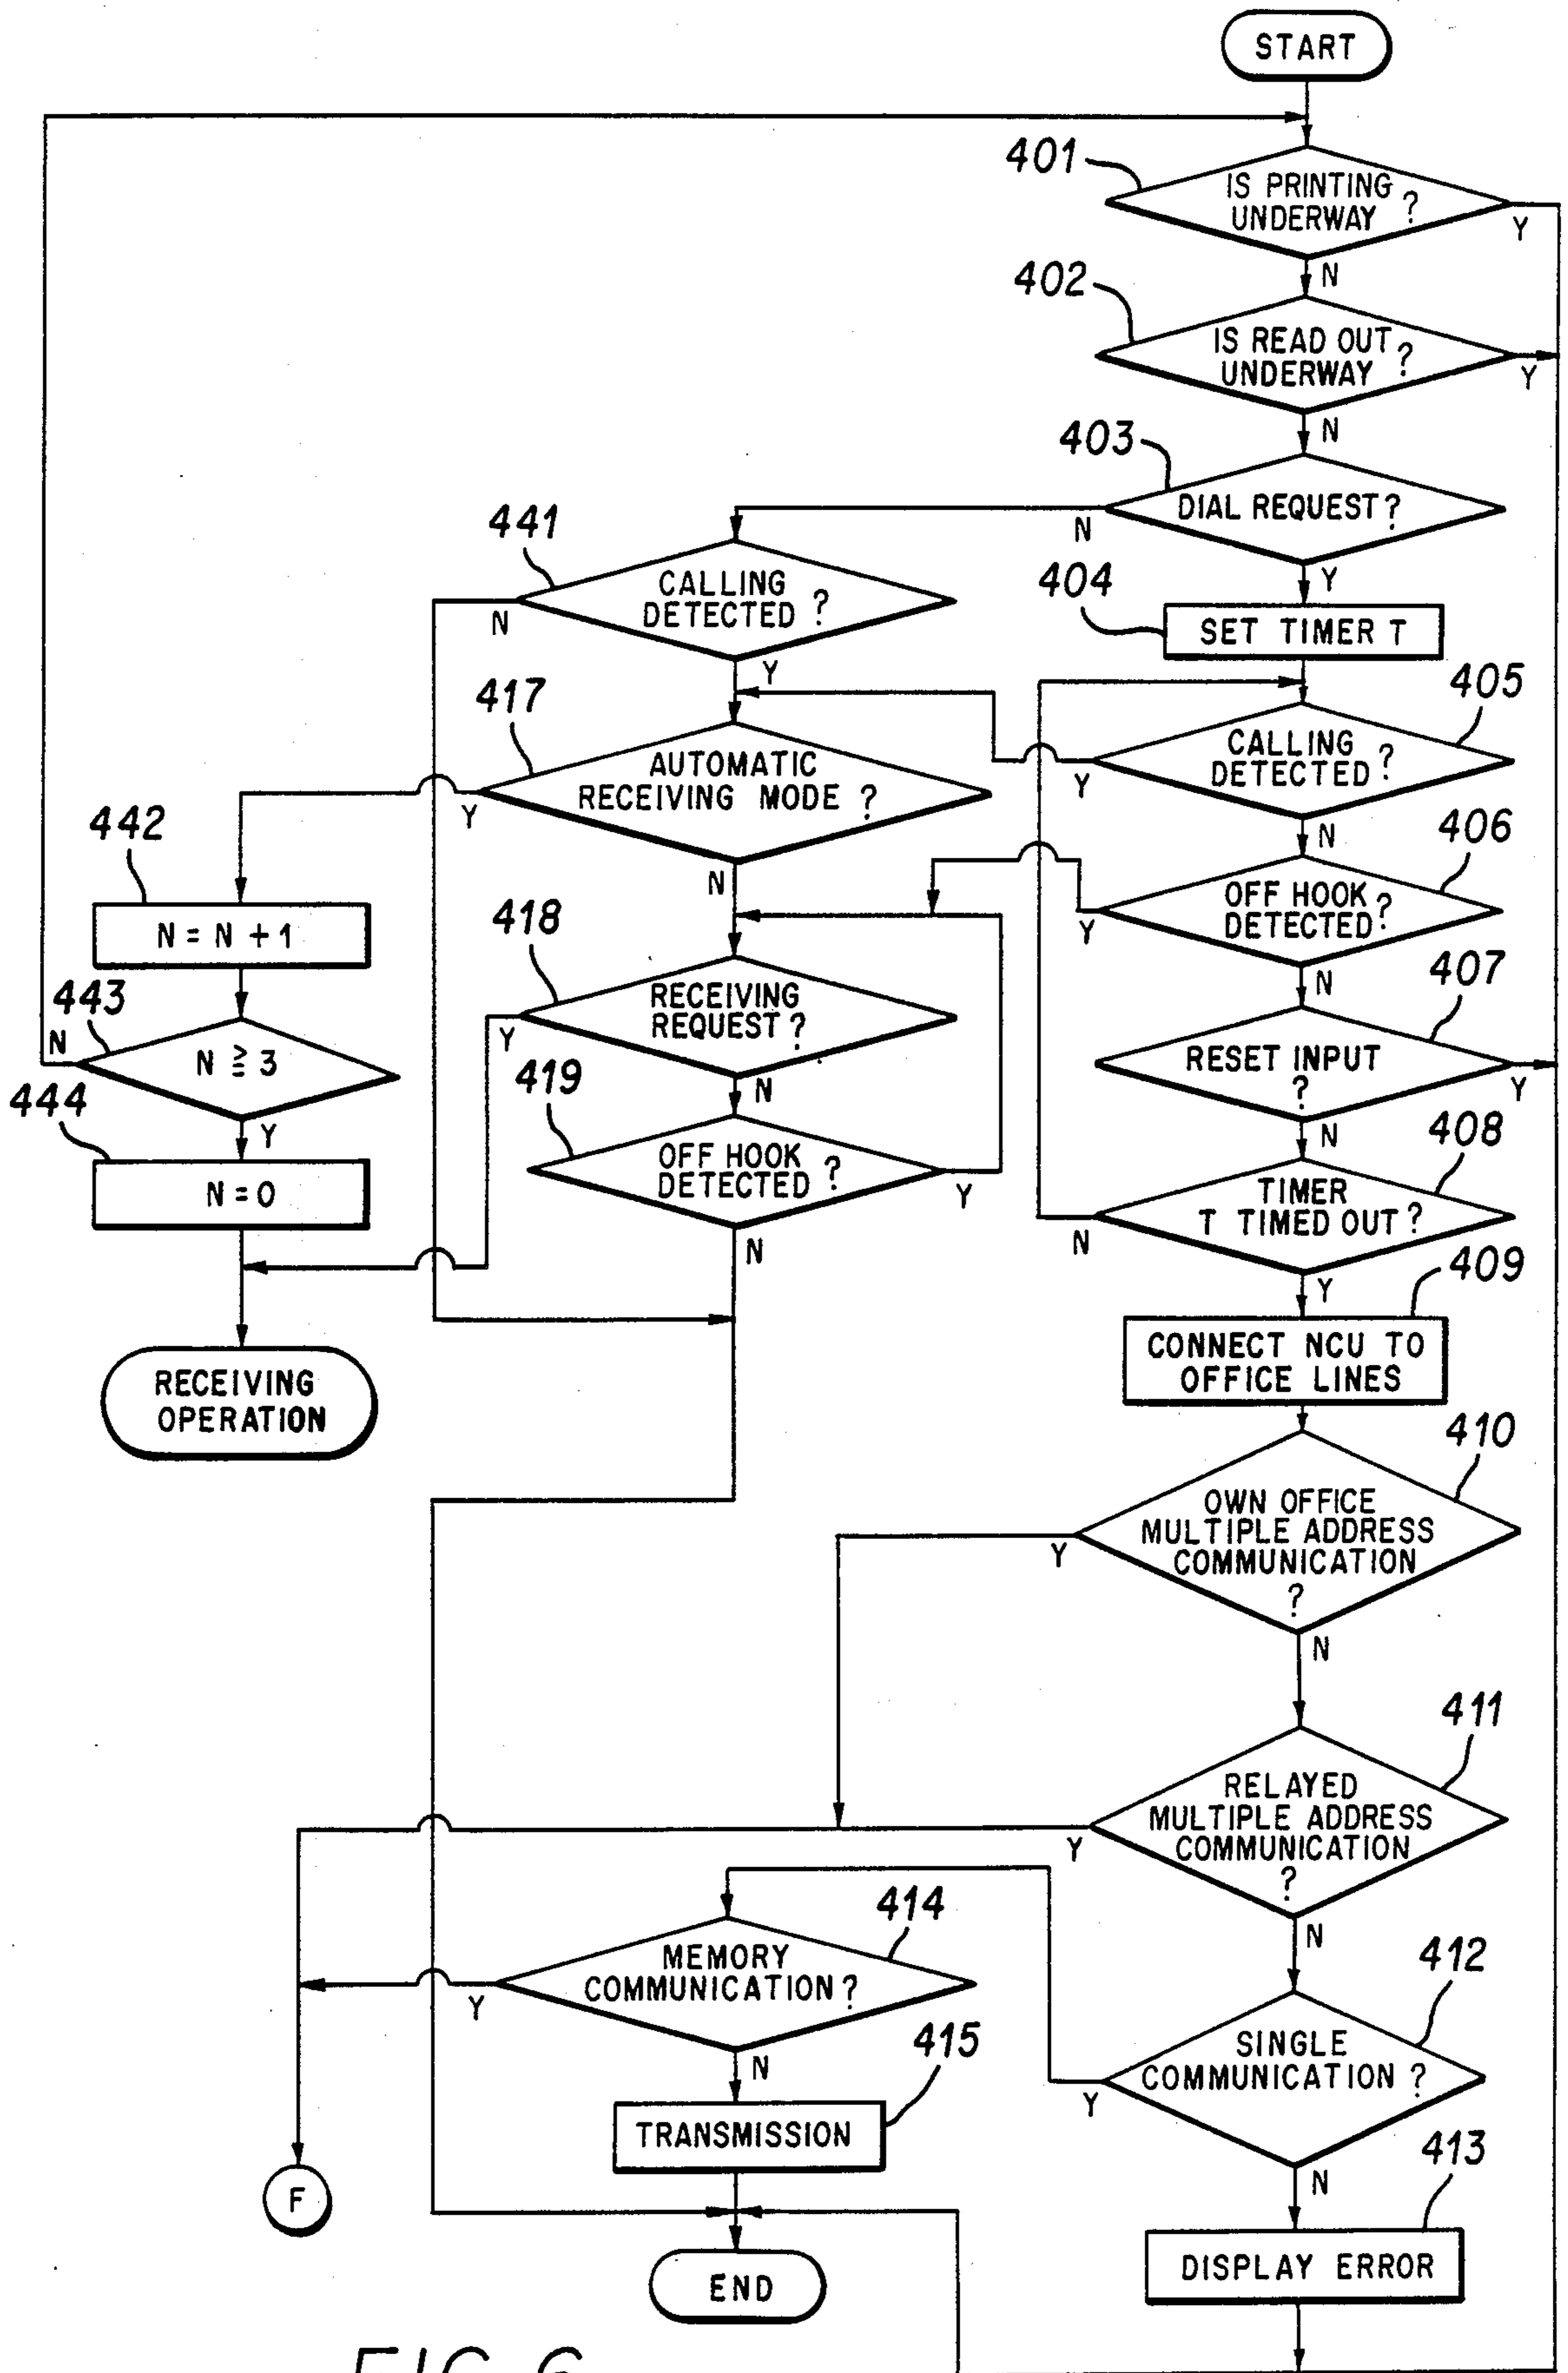 START
401
IS PRINTING
UNDERWAY ?
Y
N
402
IS READ OUT
UNDERWAY ?
Y
N
403
DIAL REQUEST?
N
Y
441
CALLING
DETECTED ?
N
Y
404
SET TIMER T
405
CALLING
DETECTED ?
Y
N
417
AUTOMATIC
RECEIVING MODE ?
Y
N
406
OFF HOOK
DETECTED ?
Y
N
442
N = N + 1
418
RECEIVING
REQUEST ?
Y
N
407
RESET INPUT
?
Y
N
443
N ≧ 3
N
Y
419
OFF HOOK
DETECTED ?
Y
N
408
TIMER
T TIMED OUT ?
N
Y
444
N = 0
409
CONNECT NCU TO
OFFICE LINES
RECEIVING
OPERATION
410
OWN OFFICE
MULTIPLE ADDRESS
COMMUNICATION
?
Y
N
411
RELAYED
MULTIPLE ADDRESS
COMMUNICATION
?
Y
N
414
MEMORY
COMMUNICATION ?
Y
N
412
SINGLE
COMMUNICATION ?
Y
N
415
TRANSMISSION
413
DISPLAY ERROR
F
END
FIG. 6